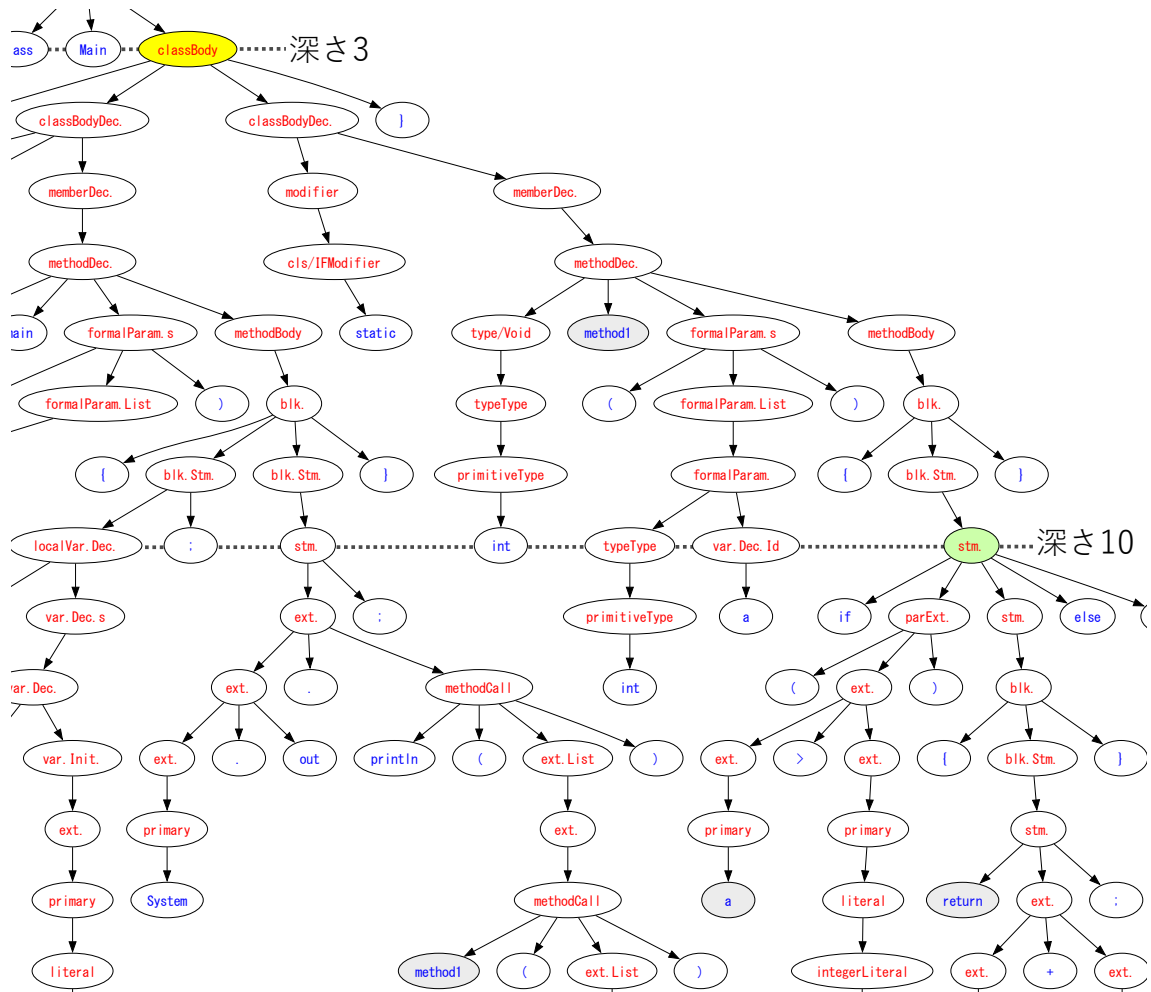 ass Main classBody 深さ3
classBodyDec. classBodyDec. }
memberDec. modifier memberDec.
methodDec. cls/IFModifier methodDec.
ain formalParam.s methodBody static type/Void method1 formalParam.s methodBody
formalParam.List ) blk. typeType ( formalParam.List ) blk.
{ blk.Stm. blk.Stm. } primitiveType formalParam. { blk.Stm. }
localVar.Dec. ; stm. int typeType var.Dec.Id stm. 深さ10
var.Dec.s ext. ; primitiveType a if parExt. stm. else
var.Dec. ext. . methodCall int ( ext. ) blk.
var.Init. ext. . out println ( ext.List ) ext. > ext. { blk.Stm. }
ext. primary ext. primary primary stm.
primary System methodCall a literal return ext. ;
literal method1 ( ext.List ) integerLiteral ext. + ext.